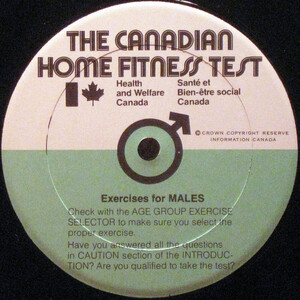 THE CANADIAN
HOME FITNESS TEST
Health Santé et
and Welfare Bien-être social
Canada Canada
© CROWN COPYRIGHT RESERVE
INFORMATION CANADA
Exercises for MALES
Check with the AGE GROUP EXERCISE
SELECTOR to make sure you select the
proper exercise.
Have you answered all the questions
in CAUTION section of the INTRODUC-
TION? Are you qualified to take the test?